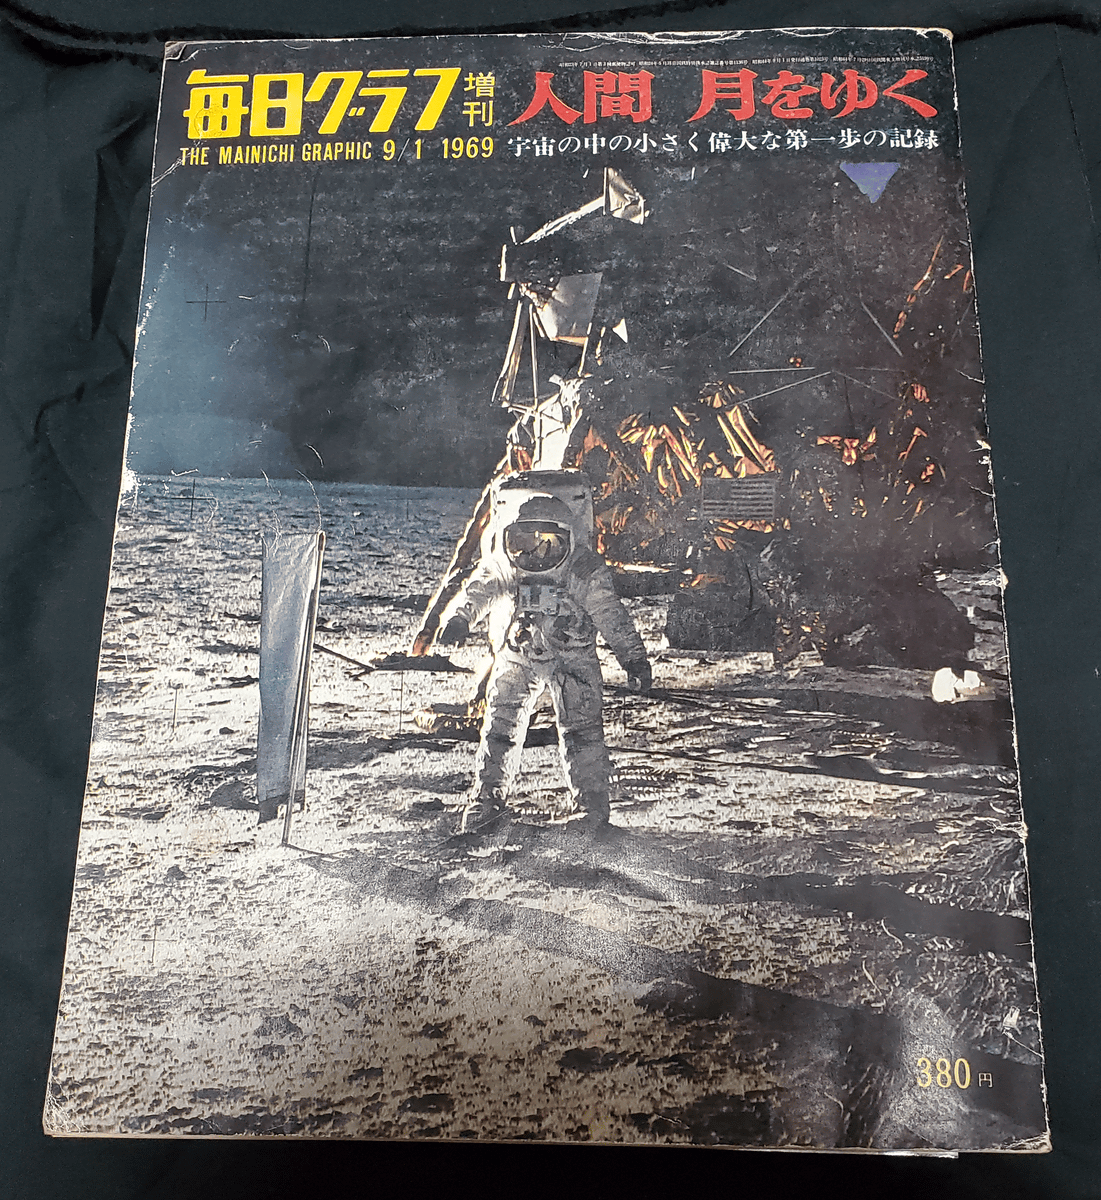 毎日グラフ 増刊
THE MAINICHI GRAPHIC 9/1 1969
人間 月をゆく
宇宙の中の小さく偉大な第一歩の記録
380円